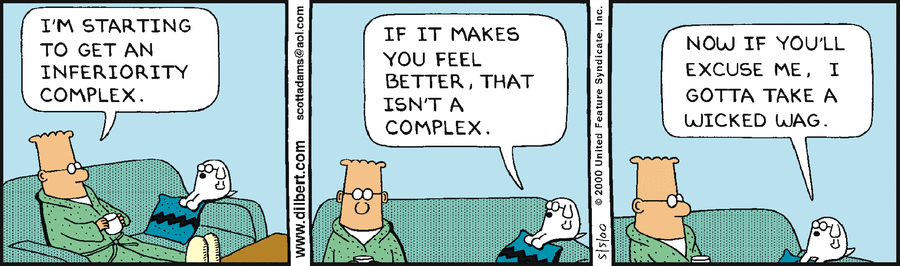 I'M STARTING
TO GET AN
INFERIORITY
COMPLEX.
www.dilbert.com scottadams@aol.com
IF IT MAKES
YOU FEEL
BETTER, THAT
ISN'T A
COMPLEX.
5/5/00 © 2000 United Feature Syndicate, Inc.
NOW IF YOU'LL
EXCUSE ME, I
GOTTA TAKE A
WICKED WAG.